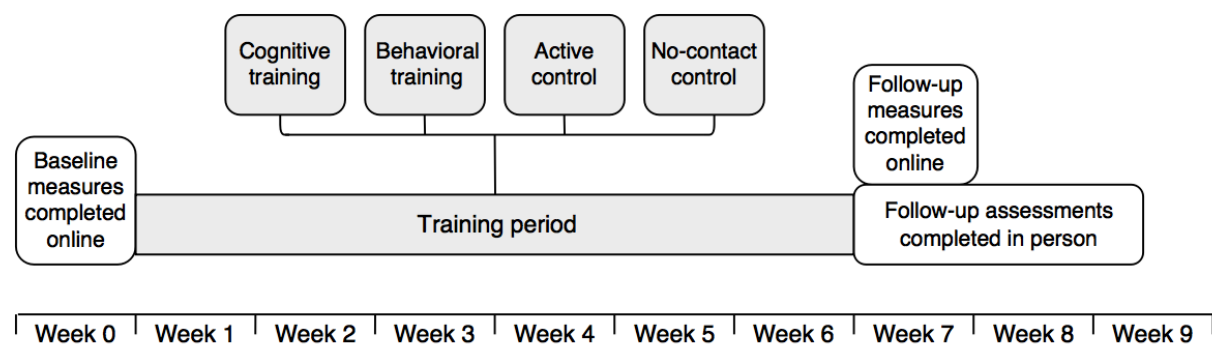 Cognitive
training
Behavioral
training
Active
control
No-contact
control
Follow-up
measures
completed
online
Baseline
measures
completed
online
Training period
Follow-up assessments
completed in person
Week 0
Week 1
Week 2
Week 3
Week 4
Week 5
Week 6
Week 7
Week 8
Week 9